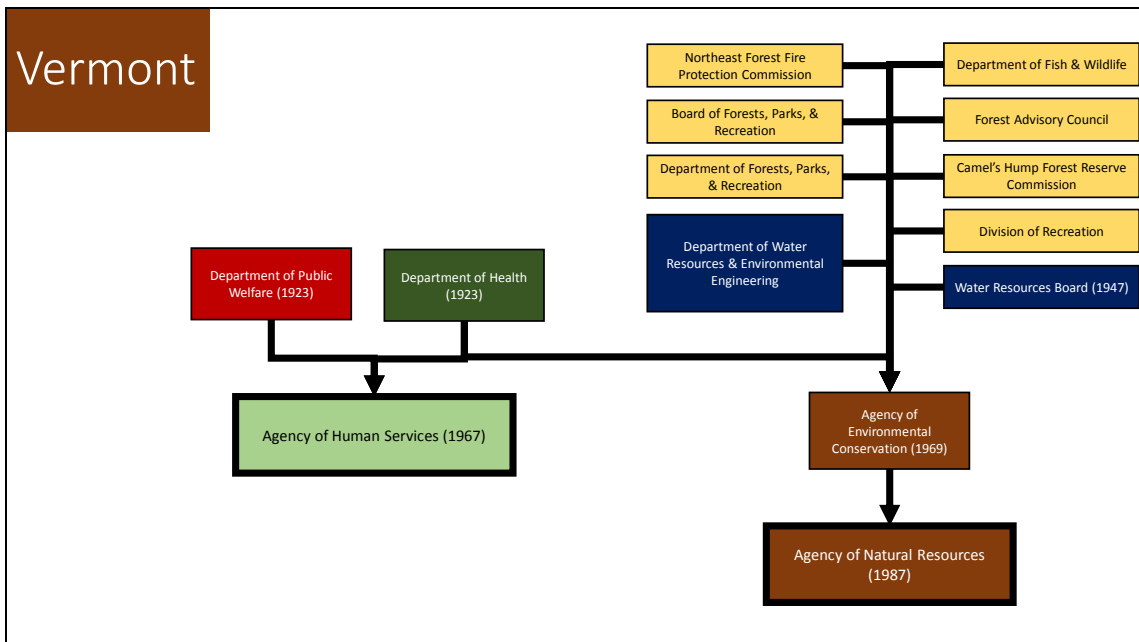 Vermont
Northeast Forest Fire
Protection Commission
Department of Fish & Wildlife
Board of Forests, Parks, &
Recreation
Forest Advisory Council
Department of Forests, Parks,
& Recreation
Camel's Hump Forest Reserve
Commission
Department of Water
Resources & Environmental
Engineering
Division of Recreation
Water Resources Board (1947)
Department of Public
Welfare (1923)
Department of Health
(1923)
Agency of Human Services (1967)
Agency of
Environmental
Conservation (1969)
Agency of Natural Resources
(1987)